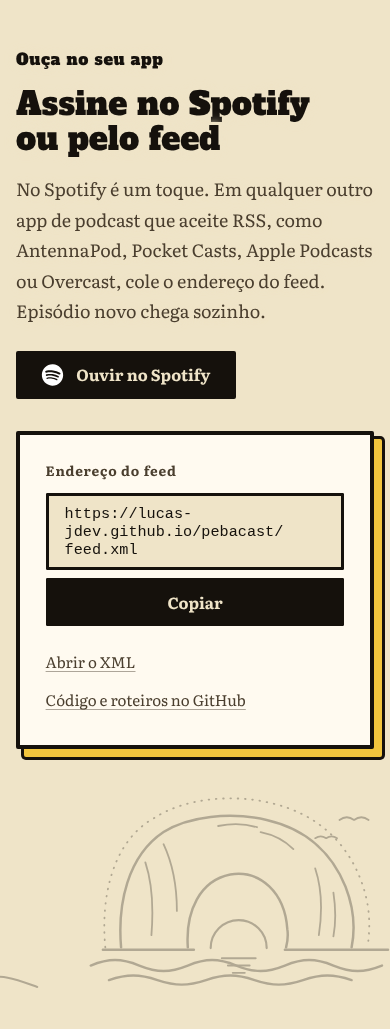 Ouça no seu app
Assine no Spotify
ou pelo feed
No Spotify é um toque. Em qualquer outro
app de podcast que aceite RSS, como
AntennaPod, Pocket Casts, Apple Podcasts
ou Overcast, cole o endereço do feed.
Episódio novo chega sozinho.
Ouvir no Spotify
Endereço do feed
https://lucas-
jdev.github.io/pebacast/
feed.xml
Copiar
Abrir o XML
Código e roteiros no GitHub